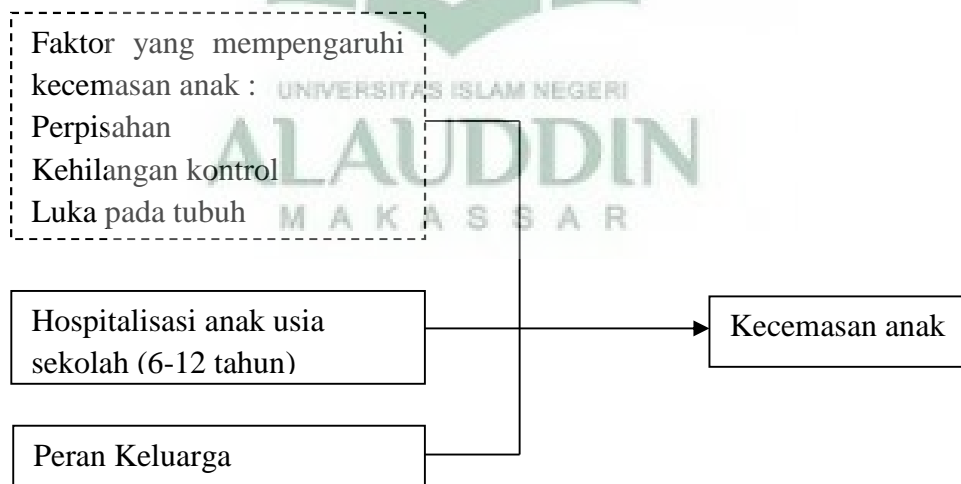 Faktor yang mempengaruhi
kecemasan anak :
Perpisahan
Kehilangan kontrol
Luka pada tubuh
UNIVERSITAS ISLAM NEGERI
ALAUDDIN
MAKASSAR
Hospitalisasi anak usia
sekolah (6-12 tahun)
Kecemasan anak
Peran Keluarga